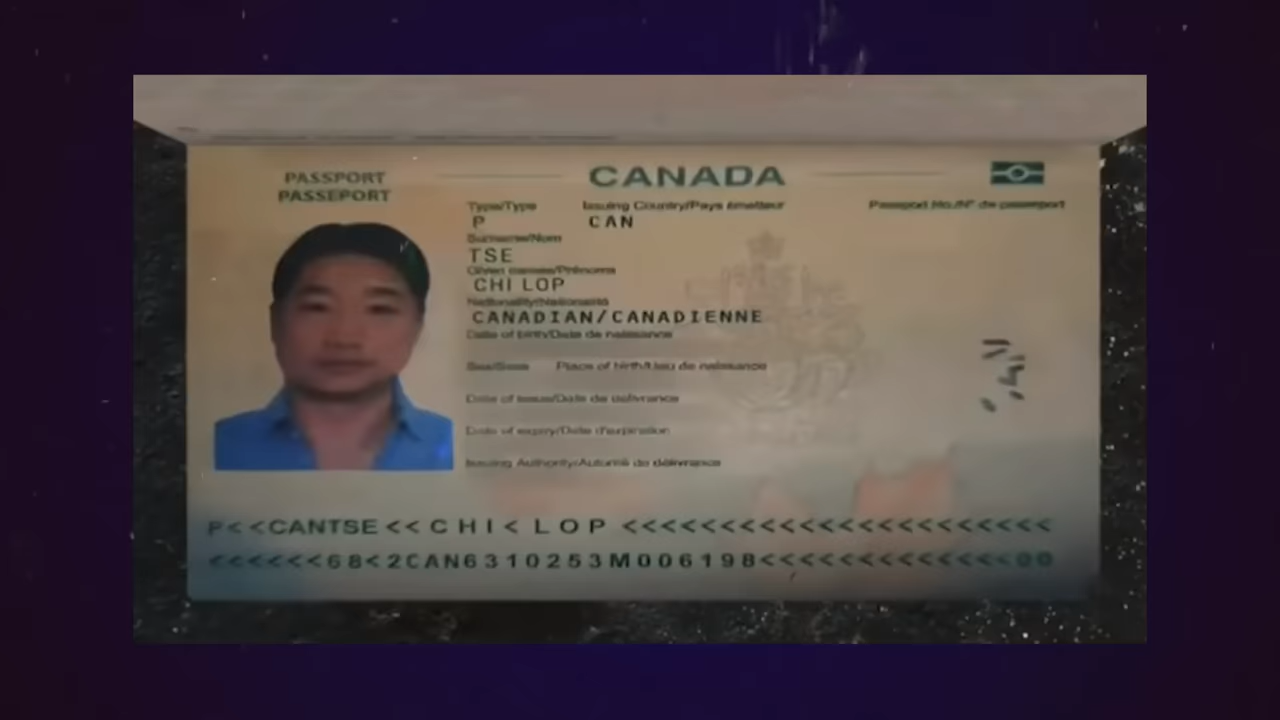 PASSPORT
PASSEPORT
CANADA
Type/Type Issuing Country/Pays émetteur Passport No./N° de passeport
P CAN
Surname/Nom
TSE
Given names/Prénoms
CHI LOP
Nationality/Nationalité
CANADIAN/CANADIENNE
Date of birth/Date de naissance
Sex/Sexe Place of birth/Lieu de naissance
Date of issue/Date de délivrance
Date of expiry/Date d'expiration
Issuing Authority/Autorité de délivrance
P<<CANTSE<<CHI<LOP<<<<<<<<<<<<<<<<<<<<<<<
<<<<<<68<2CAN6310253M006198<<<<<<<<<<<<<<00